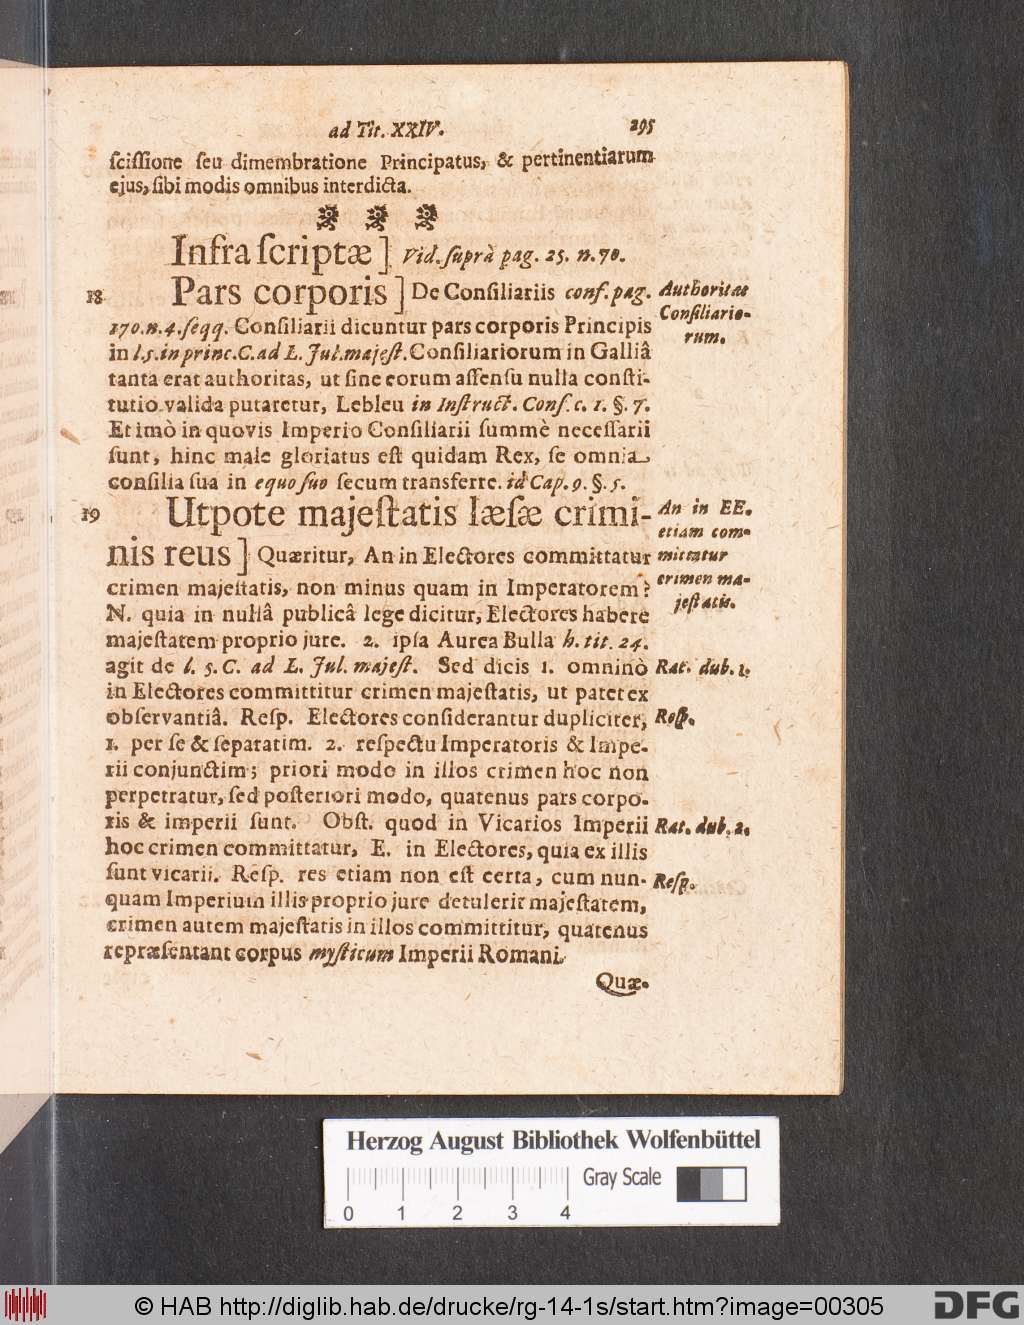 ad Tit. XXIV. 295
ſciſſione ſeu dimembratione Principatus, & pertinentiarum
ejus, ſibi modis omnibus interdicta.
Infra ſcriptæ] Vid. ſuprà pag. 25. n. 70.
18 Pars corporis] De Conſiliariis conf. pag.
Authoritas
Conſiliario-
rum.
170. n. 4. ſeqq. Conſiliarii dicuntur pars corporis Principis
in l. 5. in princ. C. ad L. Jul. majeſt. Conſiliariorum in Galliâ
tanta erat authoritas, ut ſine eorum aſſenſu nulla conſti-
tutio valida putaretur, Lebleu in Inſtruct. Conſ. c. 1. §. 7.
Et imò in quovis Imperio Conſiliarii ſummè neceſſarii
ſunt, hinc male gloriatus eſt quidam Rex, ſe omnia
conſilia ſua in equo ſuo ſecum transferre. id Cap. 9. §. 5.
19 Utpote majeſtatis læſæ crimi-
nis reus] Quæritur, An in Electores committatur
An in EE.
etiam com-
mittatur
crimen ma-
jeſtatis.
crimen majeſtatis, non minus quam in Imperatorem?
N. quia in nullâ publicâ lege dicitur, Electores habere
majeſtatem proprio jure. 2. ipſa Aurea Bulla h. tit. 24.
agit de l. 5. C. ad L. Jul. majeſt. Sed dicis 1. omninò
Rat. dub. 1.
in Electores committitur crimen majeſtatis, ut patet ex
obſervantiâ. Reſp. Electores conſiderantur dupliciter,
Reſp.
1. per ſe & ſeparatim. 2. reſpectu Imperatoris & Impe-
rii conjunctim; priori modo in illos crimen hoc non
perpetratur, ſed poſteriori modo, quatenus pars corpo-
ris & imperii ſunt. Obſt. quod in Vicarios Imperii
Rat. dub. 2.
hoc crimen committatur, E. in Electores, quia ex illis
ſunt vicarii. Reſp. res etiam non eſt certa, cum nun-
Reſp.
quam Imperium illis proprio jure detulerit majeſtatem,
crimen autem majeſtatis in illos committitur, quatenus
repræſentant corpus myſticum Imperii Romani.
Quæ-
Herzog August Bibliothek Wolfenbüttel
Gray Scale
0 1 2 3 4
© HAB http://diglib.hab.de/drucke/rg-14-1s/start.htm?image=00305
DFG